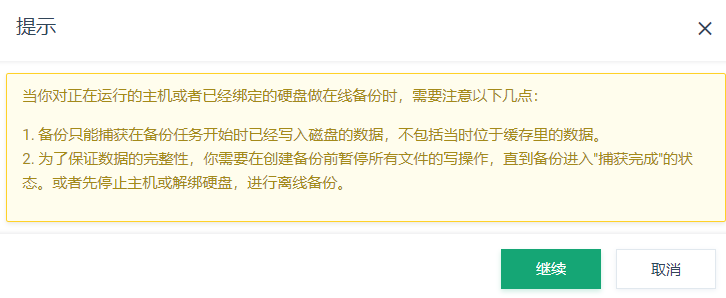 提示
当你对正在运行的主机或者已经绑定的硬盘做在线备份时，需要注意以下几点：
1. 备份只能捕获在备份任务开始时已经写入磁盘的数据，不包括当时位于缓存里的数据。
2. 为了保证数据的完整性，你需要在创建备份前暂停所有文件的写操作，直到备份进入"捕获完成"的状
态。或者先停止主机或解绑硬盘，进行离线备份。
继续
取消